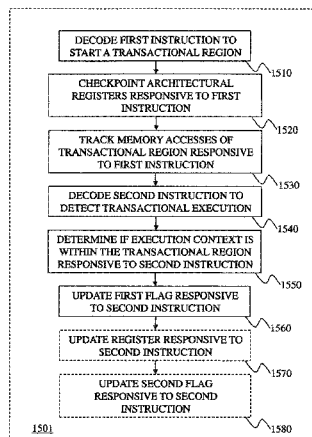 DECODE FIRST INSTRUCTION TO
START A TRANSACTIONAL REGION
1510
CHECKPOINT ARCHITECTURAL
REGISTERS RESPONSIVE TO FIRST
INSTRUCTION
1520
TRACK MEMORY ACCESSES OF
TRANSACTIONAL REGION RESPONSIVE
TO FIRST INSTRUCTION
1530
DECODE SECOND INSTRUCTION TO
DETECT TRANSACTIONAL EXECUTION
1540
DETERMINE IF EXECUTION CONTEXT IS
WITHIN THE TRANSACTIONAL REGION
RESPONSIVE TO SECOND INSTRUCTION
1550
UPDATE FIRST FLAG RESPONSIVE
TO SECOND INSTRUCTION
1560
UPDATE REGISTER RESPONSIVE TO
SECOND INSTRUCTION
1570
UPDATE SECOND FLAG
RESPONSIVE TO SECOND
INSTRUCTION
1580
1501